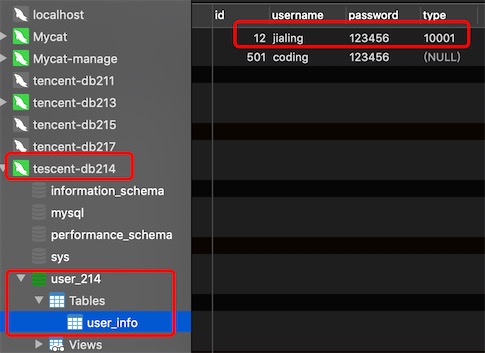 localhost
Mycat
Mycat-manage
tencent-db211
tencent-db213
tencent-db215
tencent-db217
tescent-db214
information_schema
mysql
performance_schema
sys
user_214
Tables
user_info
Views
id username password type
12 jialing 123456 10001
501 coding 123456 (NULL)